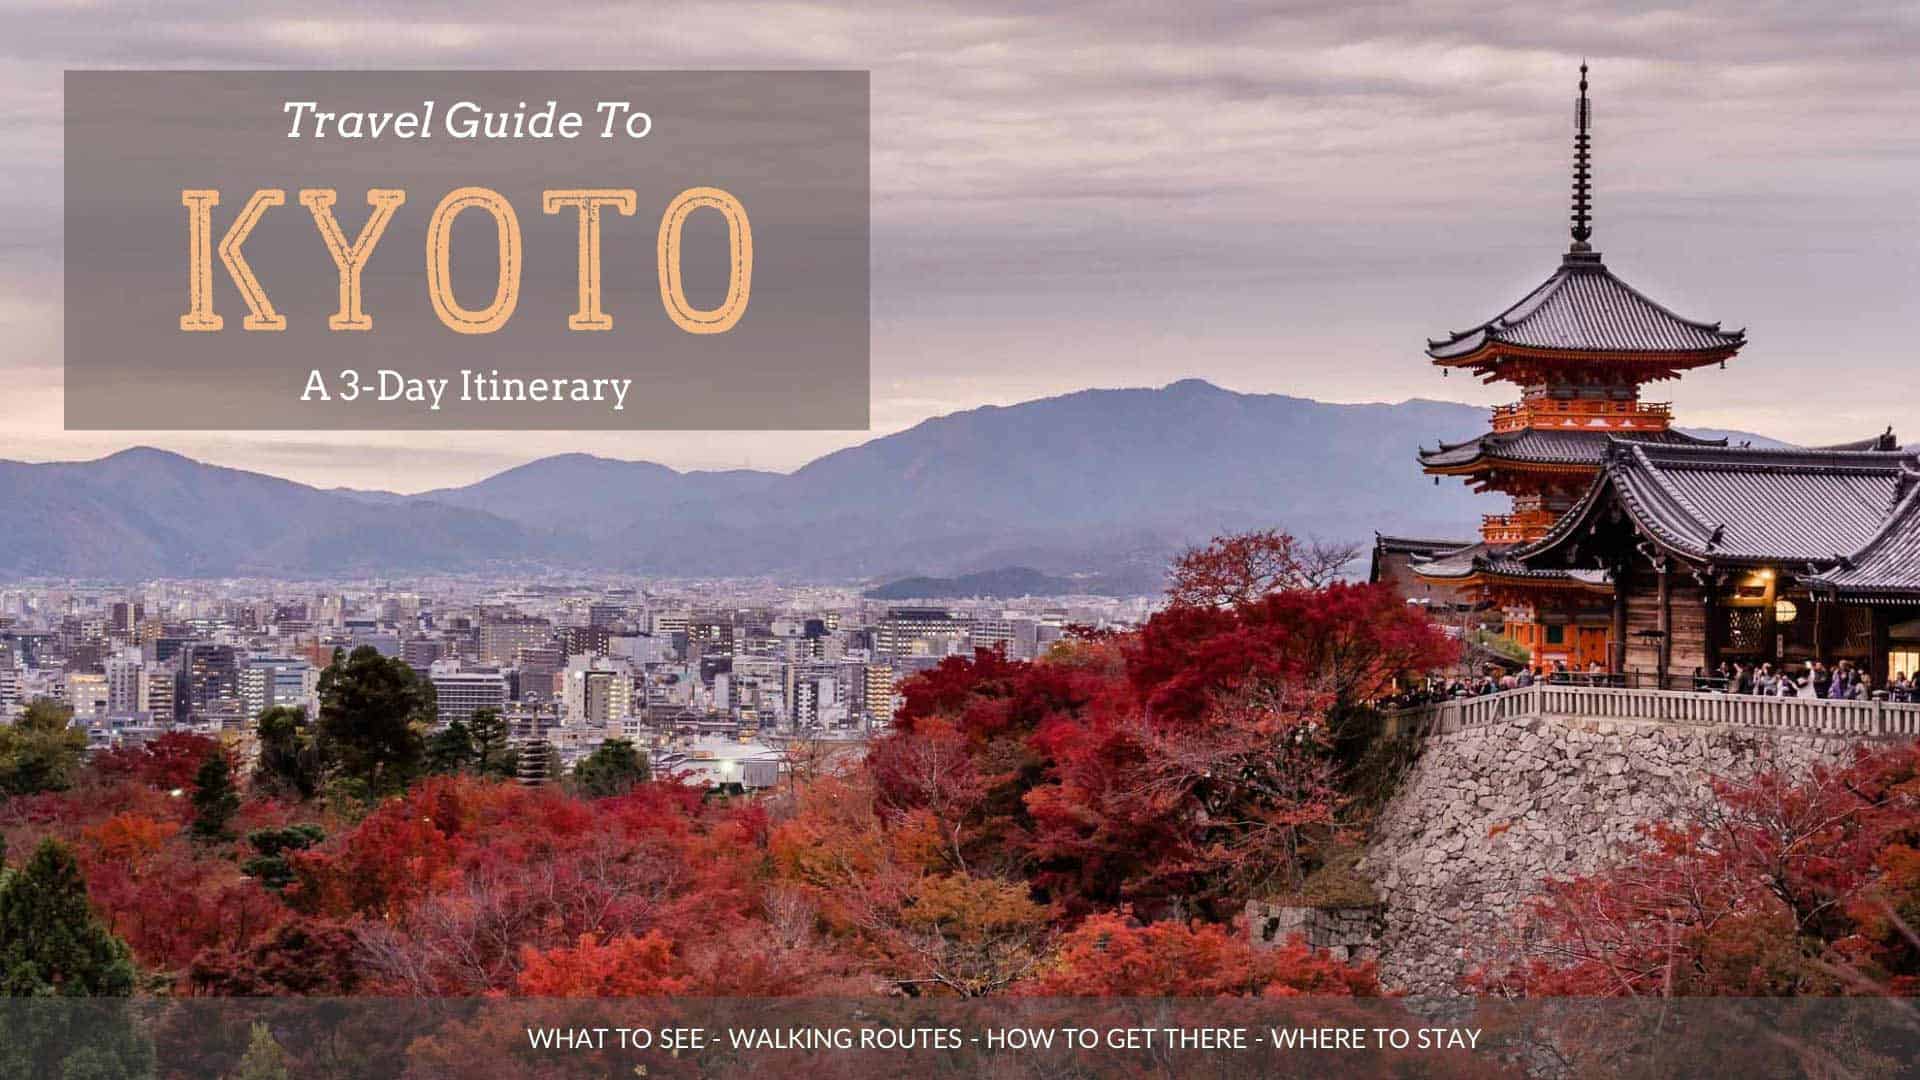 Travel Guide To
KYOTO
A 3-Day Itinerary
WHAT TO SEE - WALKING ROUTES - HOW TO GET THERE - WHERE TO STAY